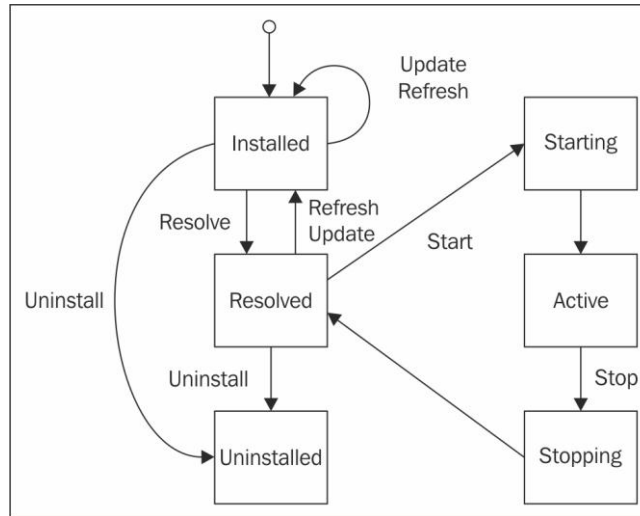 Update
Refresh
Installed
Starting
Resolve
Refresh
Update
Start
Uninstall
Resolved
Active
Uninstall
Stop
Uninstalled
Stopping